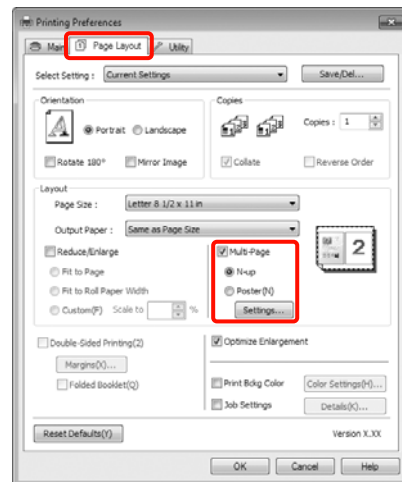 Printing Preferences
Main Page Layout Utility
Select Setting : Current Settings Save/Del...
Orientation Copies
Portrait Landscape Copies : 1
Rotate 180° Mirror Image Collate Reverse Order
Layout
Page Size : Letter 8 1/2 x 11 in
Output Paper : Same as Page Size
Reduce/Enlarge Multi-Page
Fit to Page N-up
Fit to Roll Paper Width Poster(N)
Custom(F) Scale to % Settings...
2
Double-Sided Printing(2) Optimize Enlargement
Margins(X)...
Folded Booklet(Q) Print Bckg Color Color Settings(H)...
Job Settings Details(K)...
Reset Defaults(Y) Version X.XX
OK Cancel Help